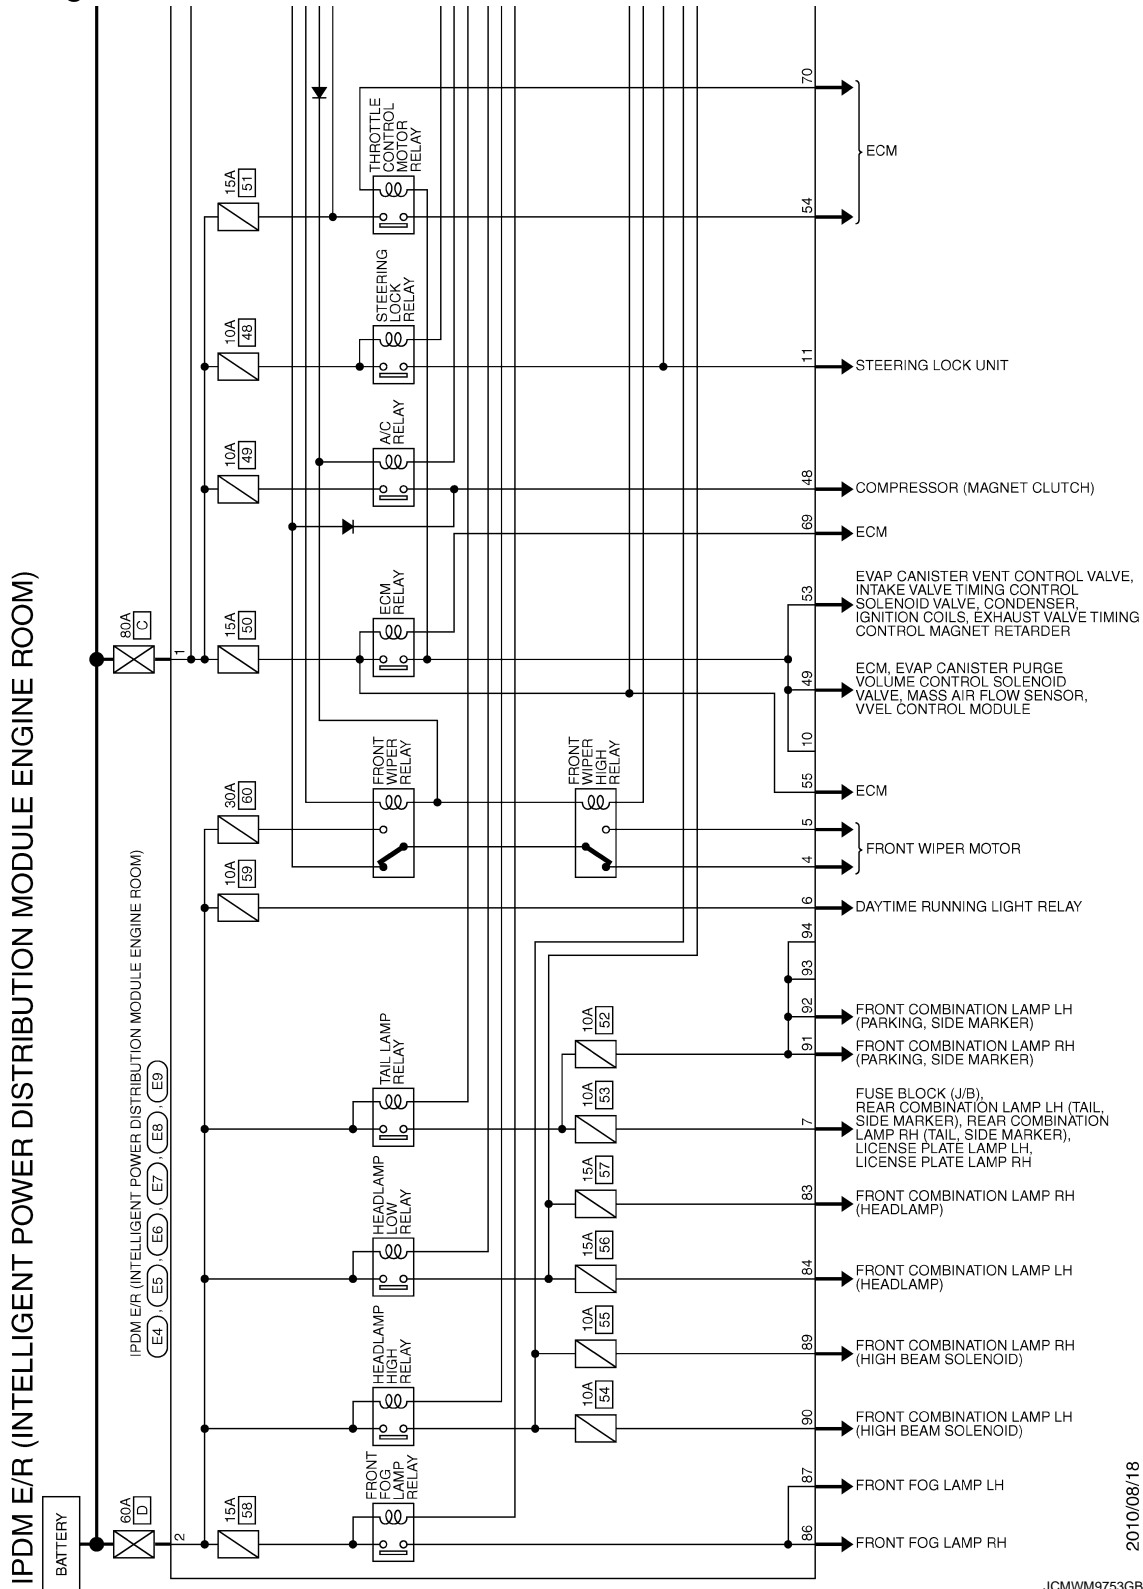 IPDM E/R (INTELLIGENT POWER DISTRIBUTION MODULE ENGINE ROOM)
BATTERY
60A
D
80A
C
IPDM E/R (INTELLIGENT POWER DISTRIBUTION MODULE ENGINE ROOM)
E4 , E5 , E6 , E7 , E8 , E9
2
1
15A
51
THROTTLE
CONTROL
MOTOR
RELAY
70
ECM
54
10A
48
STEERING
LOCK
RELAY
11
STEERING LOCK UNIT
10A
49
A/C
RELAY
48
COMPRESSOR (MAGNET CLUTCH)
69
ECM
15A
50
ECM
RELAY
53
EVAP CANISTER VENT CONTROL VALVE,
INTAKE VALVE TIMING CONTROL
SOLENOID VALVE, CONDENSER,
IGNITION COILS, EXHAUST VALVE TIMING
CONTROL MAGNET RETARDER
49
ECM, EVAP CANISTER PURGE
VOLUME CONTROL SOLENOID
VALVE, MASS AIR FLOW SENSOR,
VVEL CONTROL MODULE
10
55
ECM
30A
60
FRONT
WIPER
RELAY
FRONT
WIPER
HIGH
RELAY
5
FRONT WIPER MOTOR
4
10A
59
6
DAYTIME RUNNING LIGHT RELAY
94
93
92
FRONT COMBINATION LAMP LH
(PARKING, SIDE MARKER)
10A
52
91
FRONT COMBINATION LAMP RH
(PARKING, SIDE MARKER)
TAIL LAMP
RELAY
10A
53
7
FUSE BLOCK (J/B),
REAR COMBINATION LAMP LH (TAIL,
SIDE MARKER), REAR COMBINATION
LAMP RH (TAIL, SIDE MARKER),
LICENSE PLATE LAMP LH,
LICENSE PLATE LAMP RH
15A
57
83
FRONT COMBINATION LAMP RH
(HEADLAMP)
HEADLAMP
LOW
RELAY
15A
56
84
FRONT COMBINATION LAMP LH
(HEADLAMP)
10A
55
89
FRONT COMBINATION LAMP RH
(HIGH BEAM SOLENOID)
HEADLAMP
HIGH
RELAY
10A
54
90
FRONT COMBINATION LAMP LH
(HIGH BEAM SOLENOID)
87
FRONT FOG LAMP LH
15A
58
FRONT
FOG
LAMP
RELAY
86
FRONT FOG LAMP RH
2010/08/18
JCMWM9753GB